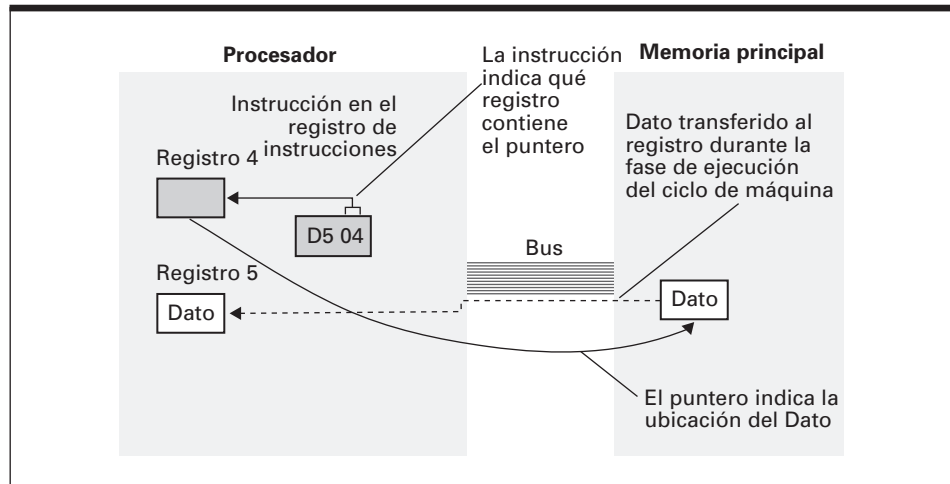 Procesador
Memoria principal
La instrucción
indica qué
registro
contiene
el puntero
Instrucción en el
registro de
instrucciones
Dato transferido al
registro durante la
fase de ejecución
del ciclo de máquina
Registro 4
D5 04
Bus
Registro 5
Dato
Dato
El puntero indica la
ubicación del Dato